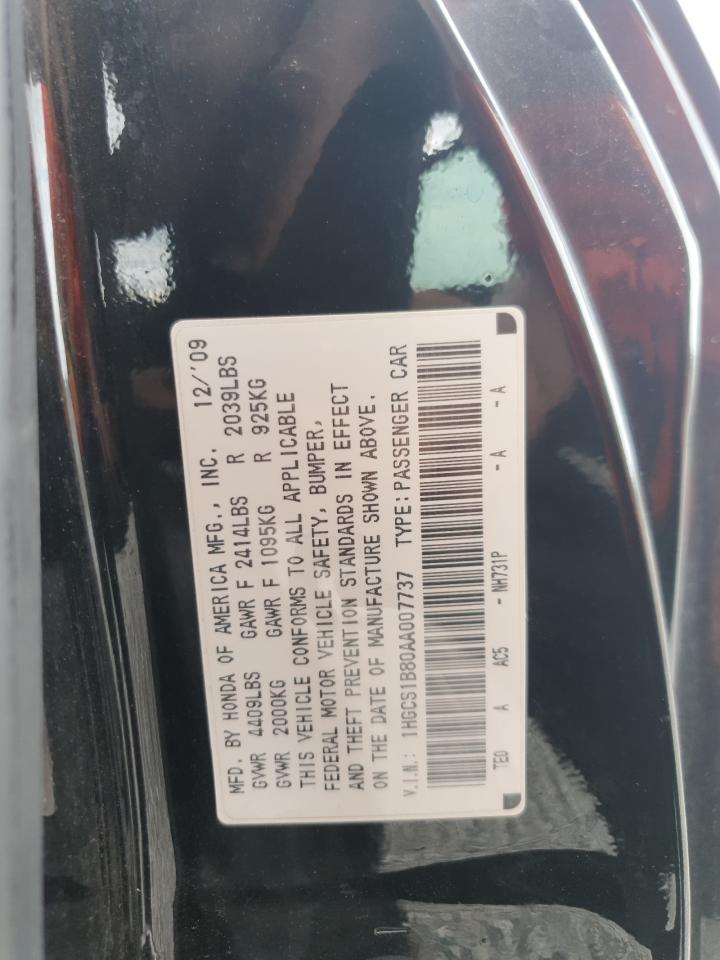 MFD. BY HONDA OF AMERICA MFG., INC. 12/'09
GVWR 4409LBS GAWR F 2414LBS R 2039LBS
GVWR 2000KG GAWR F 1095KG R 925KG
THIS VEHICLE CONFORMS TO ALL APPLICABLE
FEDERAL MOTOR VEHICLE SAFETY, BUMPER,
AND THEFT PREVENTION STANDARDS IN EFFECT
ON THE DATE OF MANUFACTURE SHOWN ABOVE.
V.I.N.: 1HGCS1B80AA007737 TYPE: PASSENGER CAR
TE0 A AC5 - NH731P - A - A